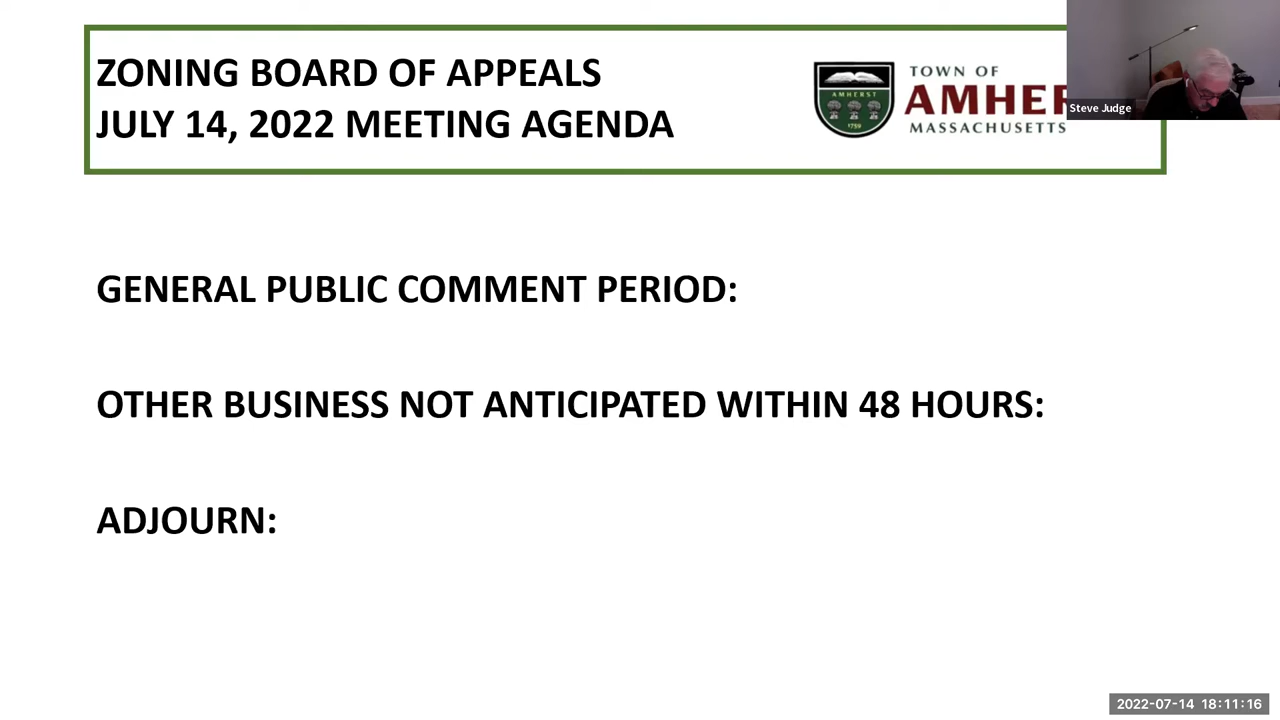 ZONING BOARD OF APPEALS
JULY 14, 2022 MEETING AGENDA
AMHERST
1759
TOWN OF
AMHER
MASSACHUSETTS
Steve Judge
GENERAL PUBLIC COMMENT PERIOD:
OTHER BUSINESS NOT ANTICIPATED WITHIN 48 HOURS:
ADJOURN:
2022-07-14 18:11:16